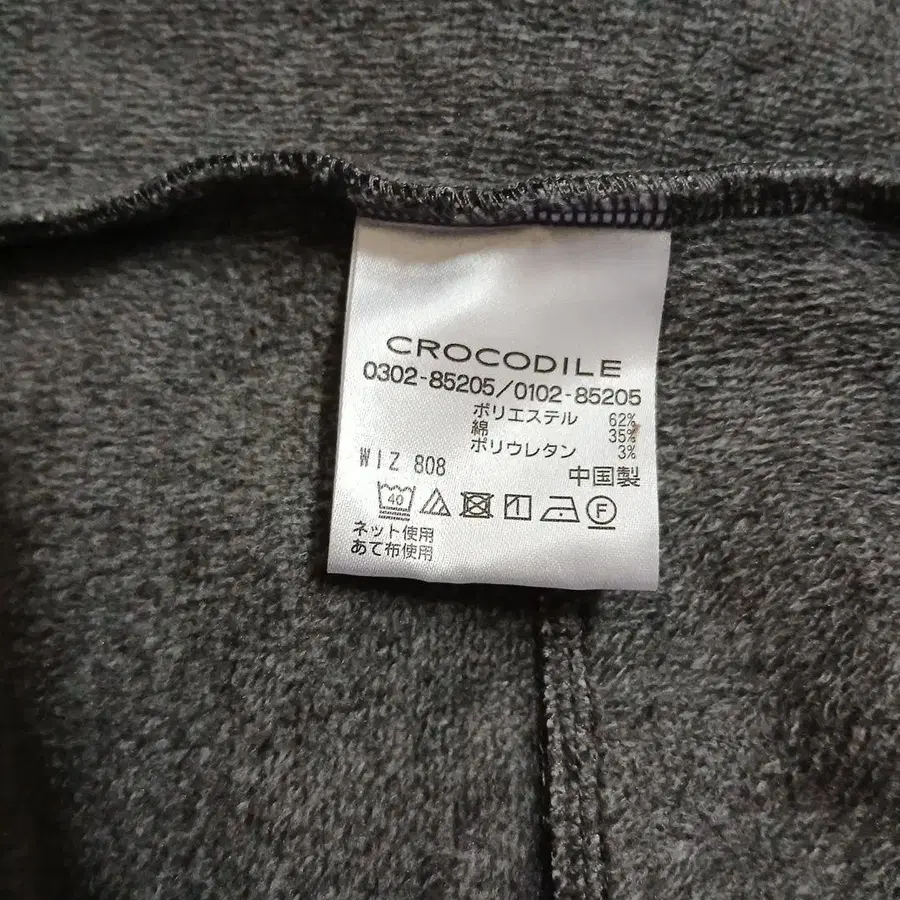 CROCODILE
0302-85205/0102-85205
ポリエステル 62%
綿 35%
ポリウレタン 3%
WIZ 808
中国製
40 F
ネット使用
あて布使用